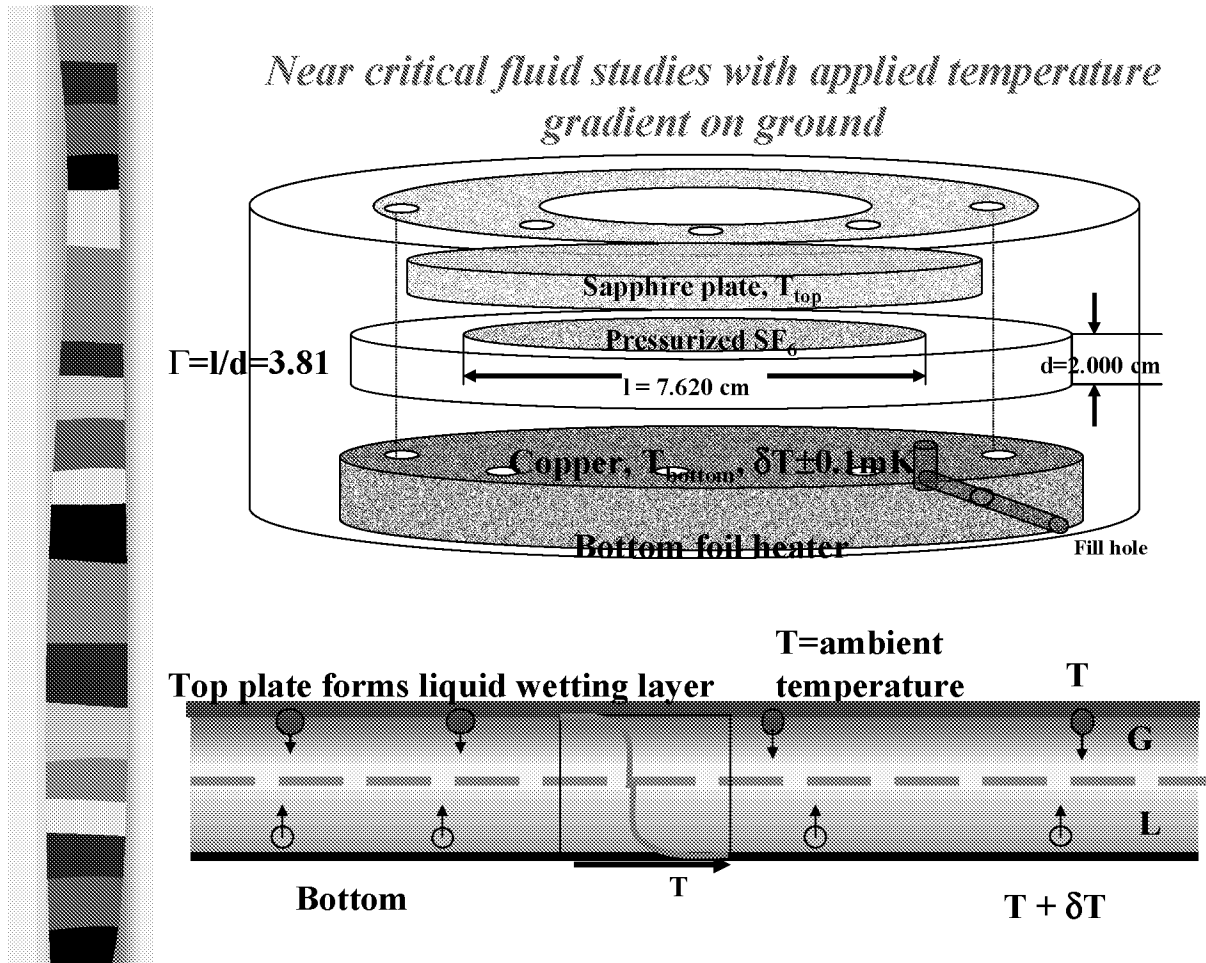 Near critical fluid studies with applied temperature
gradient on ground
Sapphire plate, T_top
Pressurized SF_6
Γ=l/d=3.81
d=2.000 cm
l = 7.620 cm
Copper, T_bottom, δT±0.1mK
Bottom foil heater
Fill hole
T=ambient
Top plate forms liquid wetting layer
temperature
T
G
L
T
Bottom
T + δT